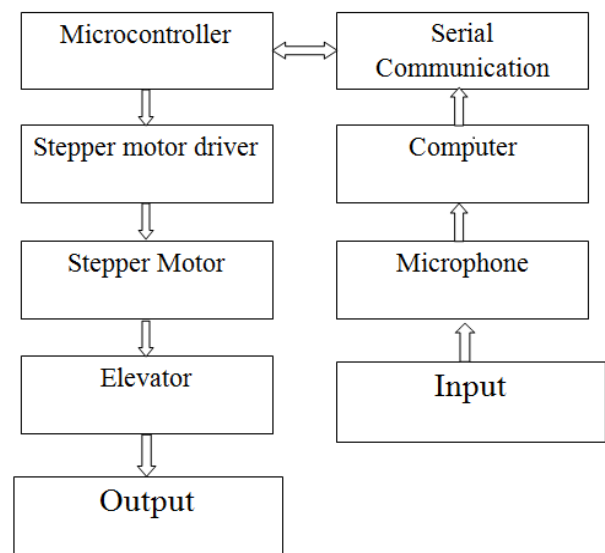 Microcontroller
Serial
Communication
Stepper motor driver
Computer
Stepper Motor
Microphone
Elevator
Input
Output